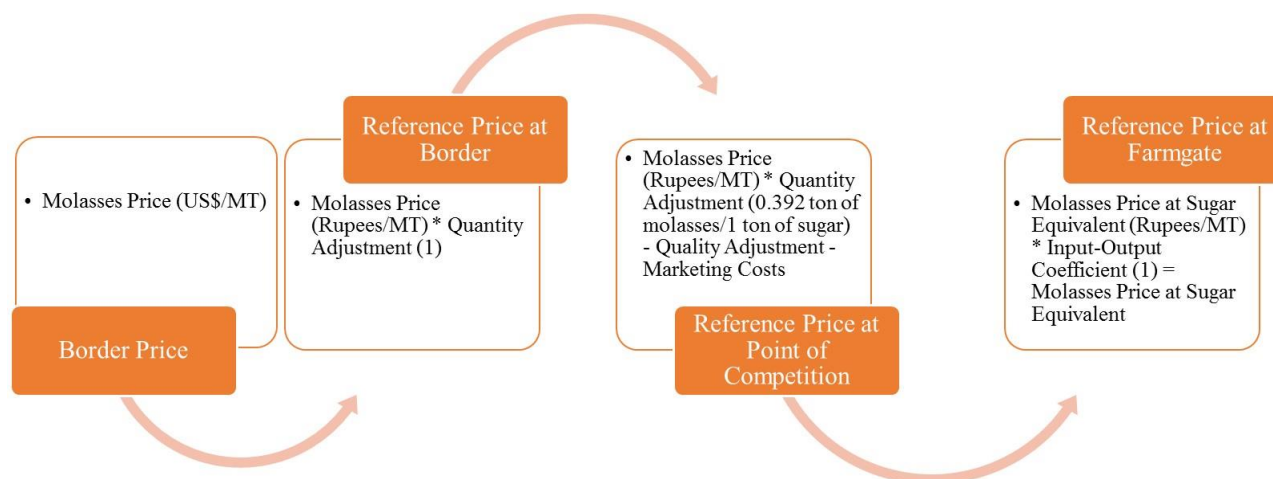 • Molasses Price (US$/MT)
Border Price
Reference Price at
Border
• Molasses Price
(Rupees/MT) * Quantity
Adjustment (1)
• Molasses Price
(Rupees/MT) * Quantity
Adjustment (0.392 ton of
molasses/1 ton of sugar)
- Quality Adjustment -
Marketing Costs
Reference Price at
Point of
Competition
Reference Price at
Farmgate
• Molasses Price at Sugar
Equivalent (Rupees/MT)
* Input-Output
Coefficient (1) =
Molasses Price at Sugar
Equivalent